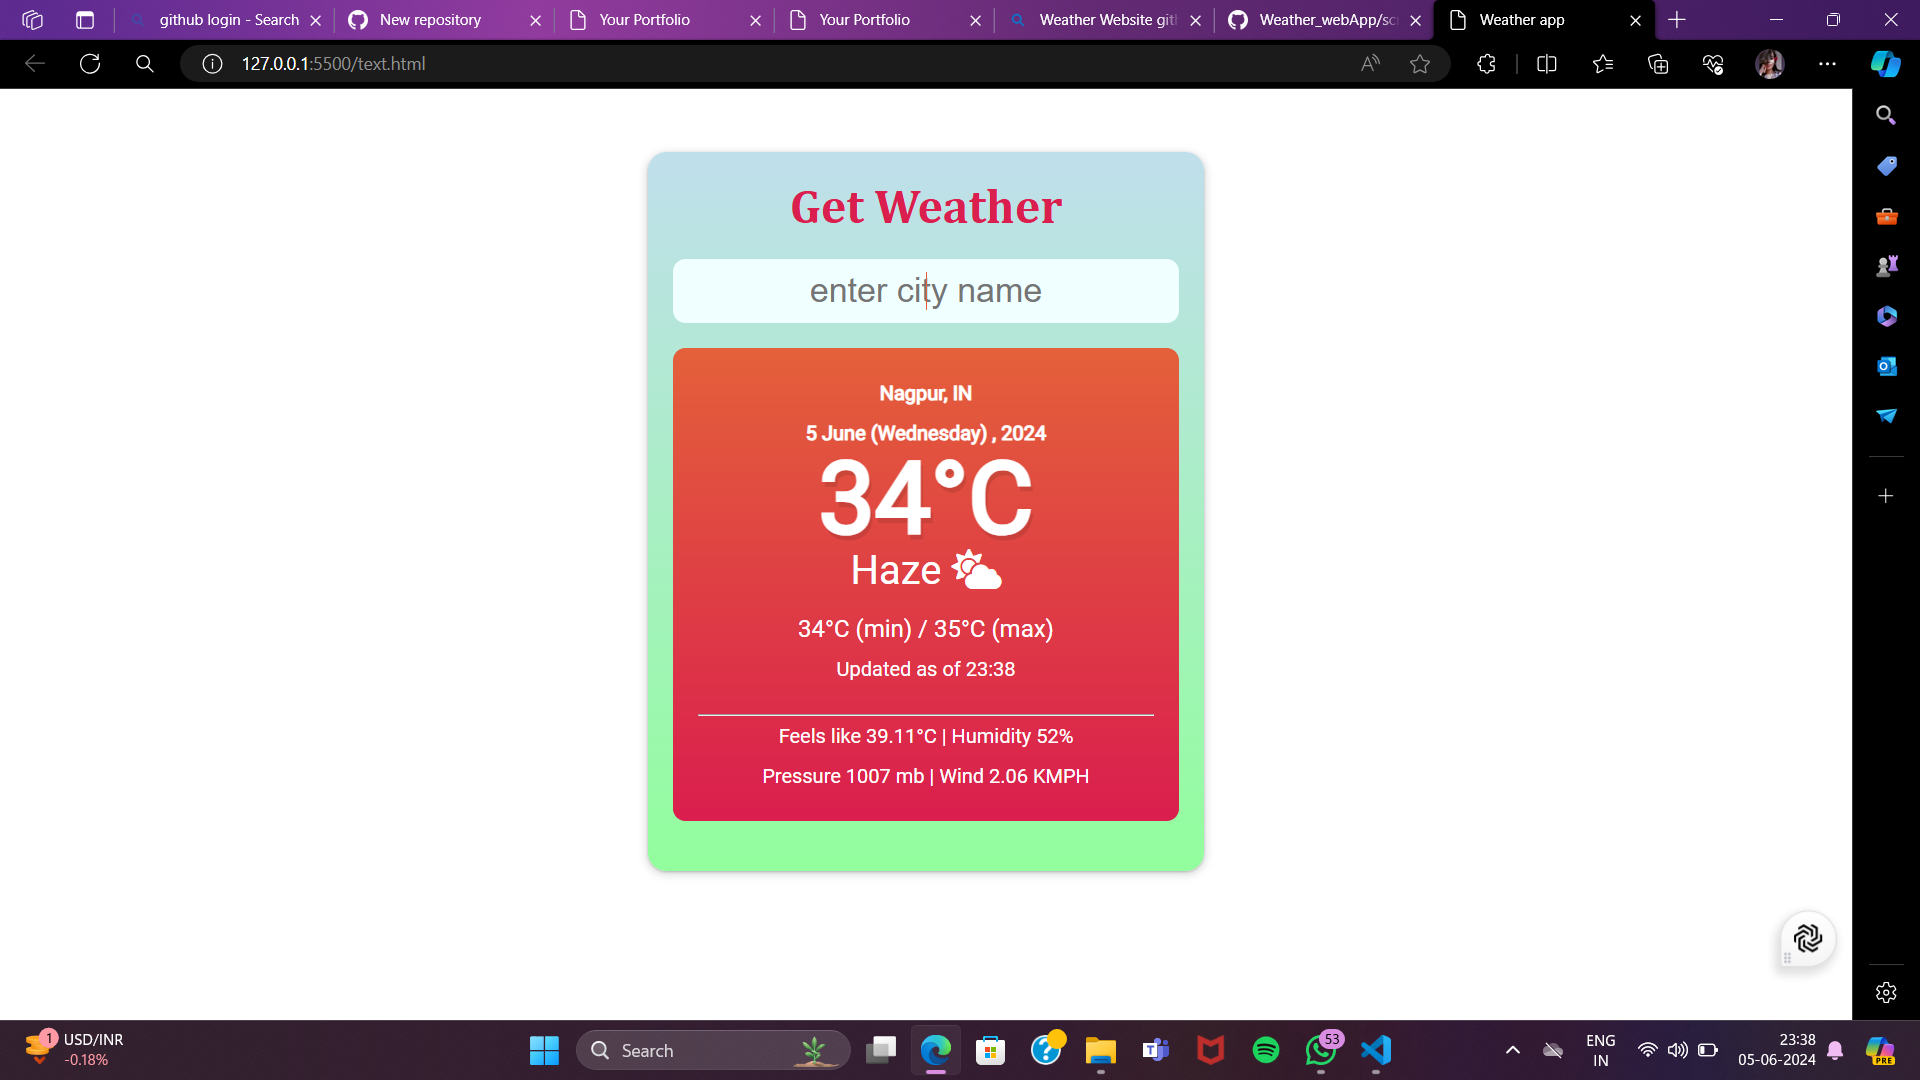 github login - Search
New repository
Your Portfolio
Your Portfolio
Weather Website git
Weather_webApp/sc
Weather app
127.0.0.1:5500/text.html
Get Weather
enter city name
Nagpur, IN
5 June (Wednesday) , 2024
34°C
Haze
34°C (min) / 35°C (max)
Updated as of 23:38
Feels like 39.11°C | Humidity 52%
Pressure 1007 mb | Wind 2.06 KMPH
1
USD/INR
-0.18%
Search
53
ENG
IN
23:38
05-06-2024
PRE